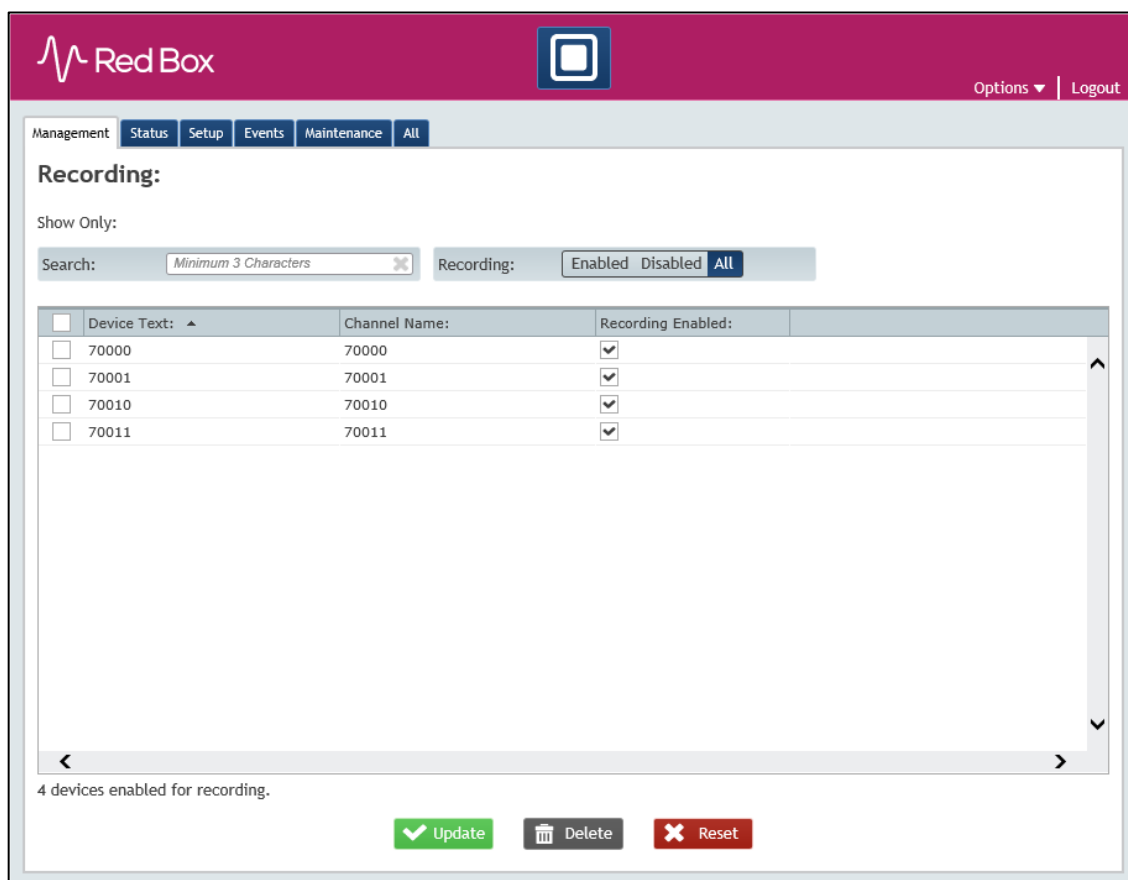 Red Box
Options Logout
Management Status Setup Events Maintenance All
Recording:
Show Only:
Search: Minimum 3 Characters Recording: Enabled Disabled All
Device Text: Channel Name: Recording Enabled:
70000 70000
70001 70001
70010 70010
70011 70011
4 devices enabled for recording.
Update Delete Reset